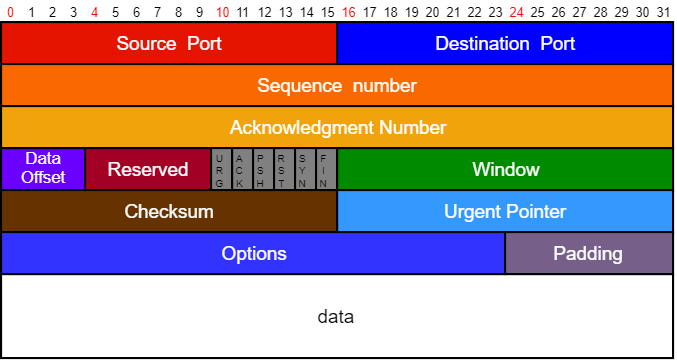 0 1 2 3 4 5 6 7 8 9 10 11 12 13 14 15 16 17 18 19 20 21 22 23 24 25 26 27 28 29 30 31
Source Port Destination Port
Sequence number
Acknowledgment Number
Data Offset Reserved URG ACK PSH RST SYN FIN Window
Checksum Urgent Pointer
Options Padding
data